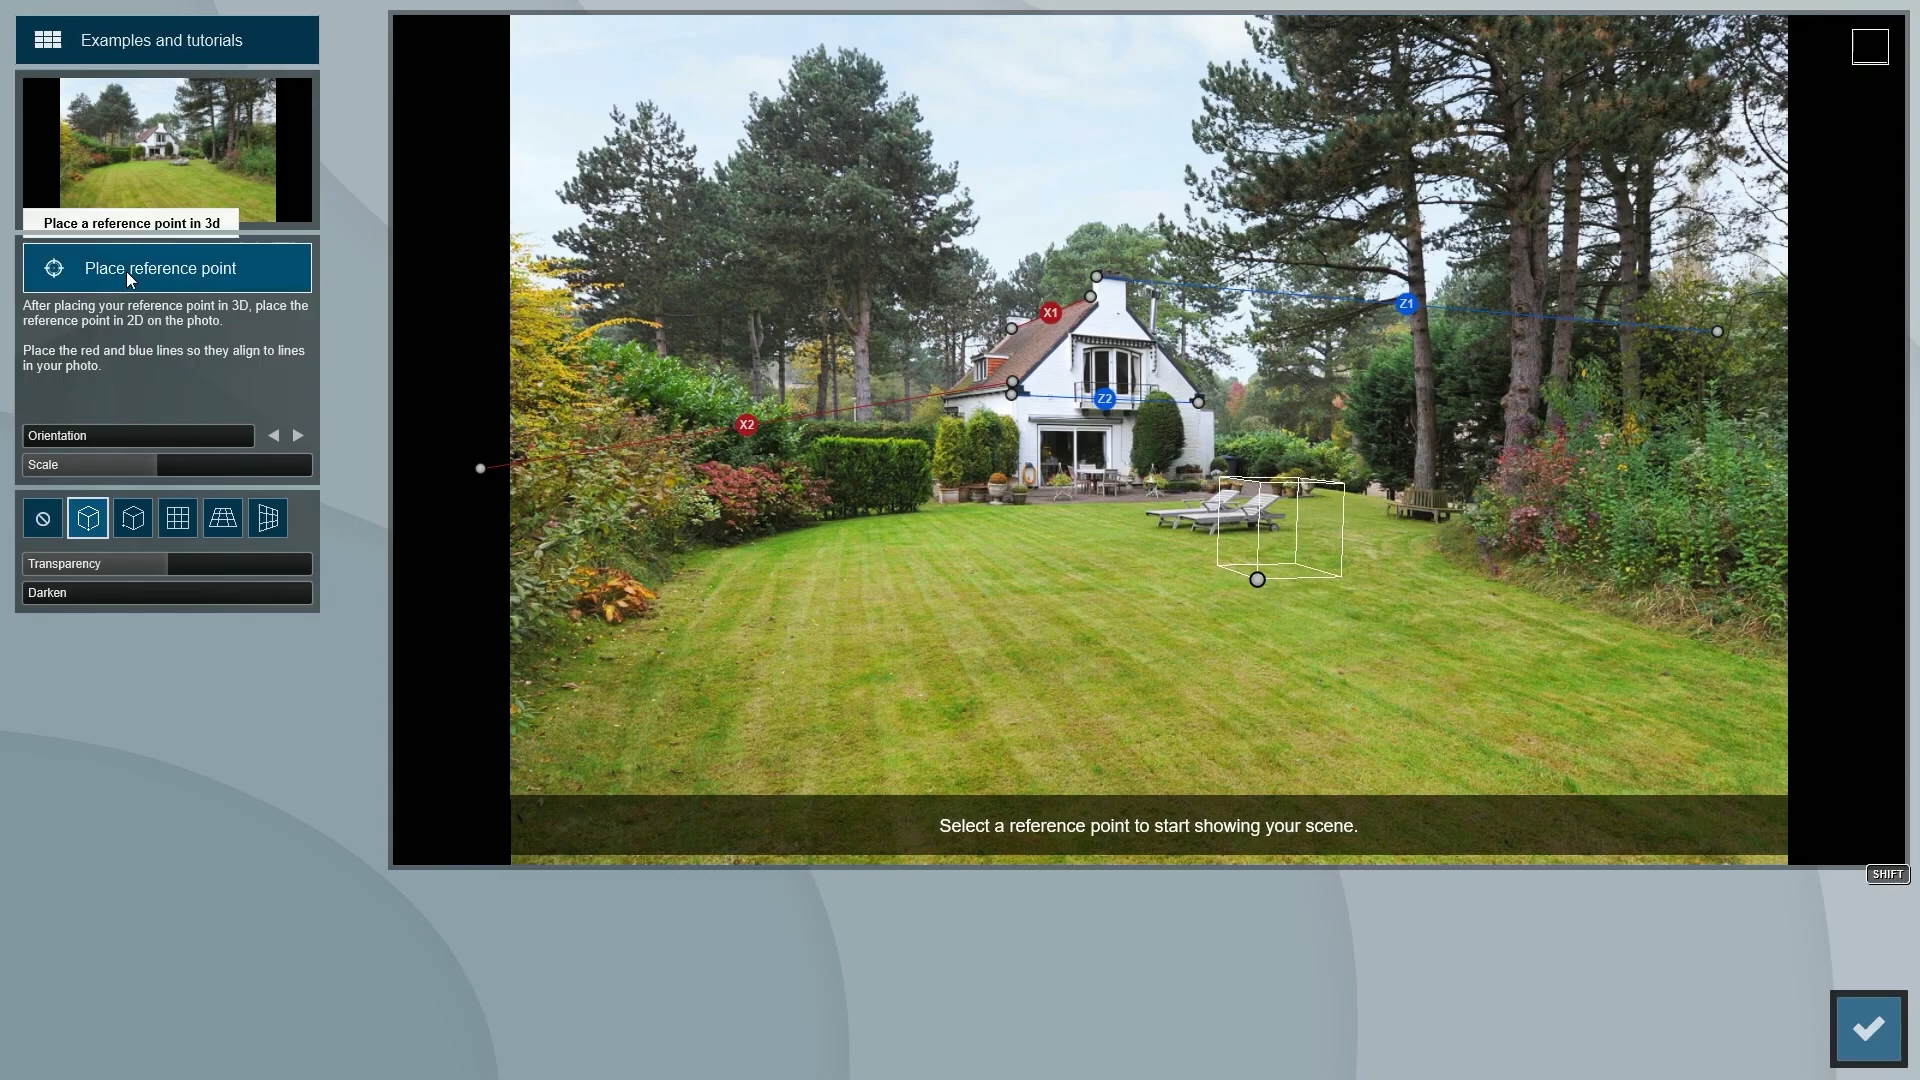 Examples and tutorials
Place a reference point in 3d
Place reference point
After placing your reference point in 3D, place the
reference point in 2D on the photo.
Place the red and blue lines so they align to lines
in your photo.
Orientation
Scale
Transparency
Darken
X1
Z1
Z2
X2
Select a reference point to start showing your scene.
SHIFT